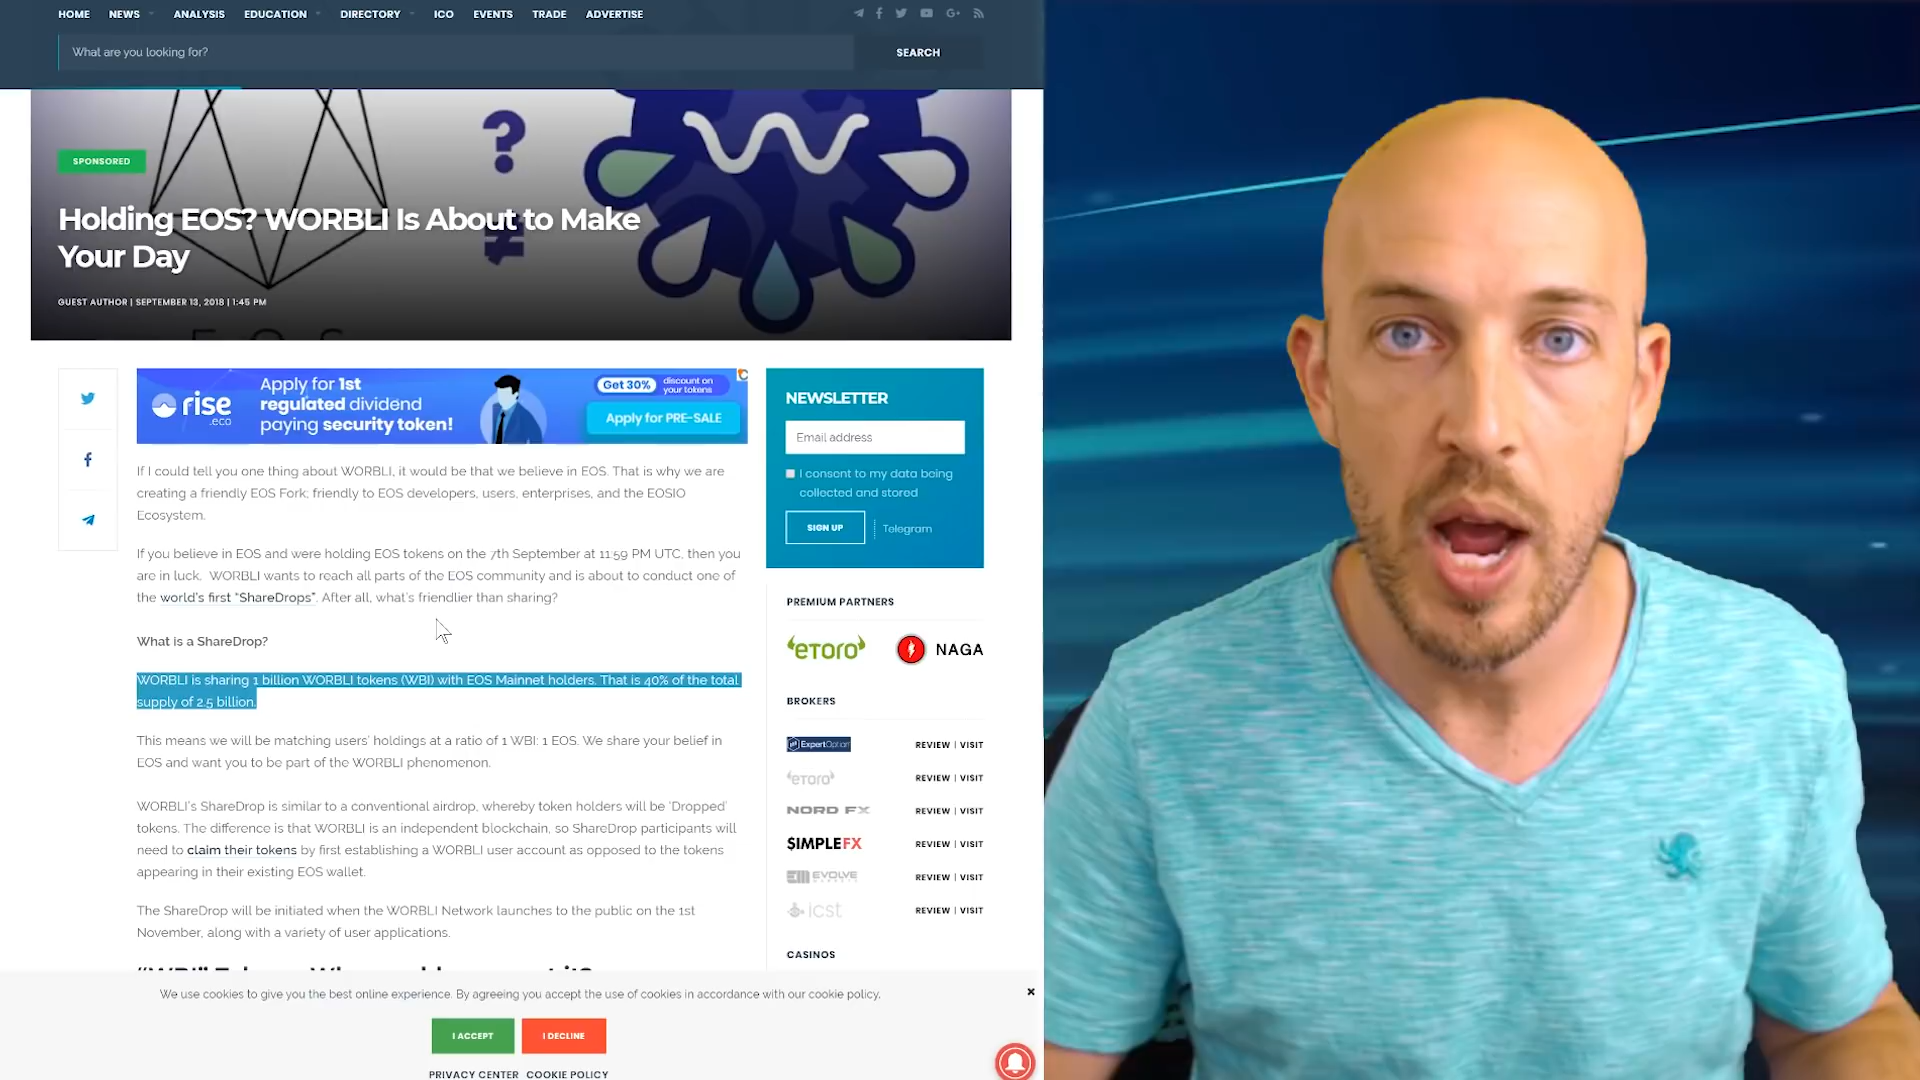 HOME NEWS ANALYSIS EDUCATION DIRECTORY ICO EVENTS TRADE ADVERTISE
What are you looking for?
SEARCH
?
SPONSORED
Holding EOS? WORBLI Is About to Make
Your Day
GUEST AUTHOR | SEPTEMBER 13, 2018 | 1:45 PM
rise
.eco
Apply for 1st
regulated dividend
paying security token!
Get 30% discount on
your tokens
Apply for PRE-SALE
If I could tell you one thing about WORBLI, it would be that we believe in EOS. That is why we are
creating a friendly EOS Fork; friendly to EOS developers, users, enterprises, and the EOSIO
Ecosystem.
If you believe in EOS and were holding EOS tokens on the 7th September at 11:59 PM UTC, then you
are in luck. WORBLI wants to reach all parts of the EOS community and is about to conduct one of
the world's first "ShareDrops". After all, what's friendlier than sharing?
What is a ShareDrop?
WORBLI is sharing 1 billion WORBLI tokens (WBI) with EOS Mainnet holders. That is 40% of the total
supply of 2.5 billion.
This means we will be matching users' holdings at a ratio of 1 WBI: 1 EOS. We share your belief in
EOS and want you to be part of the WORBLI phenomenon.
WORBLI's ShareDrop is similar to a conventional airdrop, whereby token holders will be 'Dropped'
tokens. The difference is that WORBLI is an independent blockchain, so ShareDrop participants will
need to claim their tokens by first establishing a WORBLI user account as opposed to the tokens
appearing in their existing EOS wallet.
The ShareDrop will be initiated when the WORBLI Network launches to the public on the 1st
November, along with a variety of user applications.
NEWSLETTER
Email address
I consent to my data being
collected and stored
SIGN UP
Telegram
PREMIUM PARTNERS
eToro
NAGA
BROKERS
ExpertOption REVIEW | VISIT
eToro REVIEW | VISIT
NORD FX REVIEW | VISIT
$IMPLEFX REVIEW | VISIT
EVOLVE REVIEW | VISIT
icst REVIEW | VISIT
CASINOS
We use cookies to give you the best online experience. By agreeing you accept the use of cookies in accordance with our cookie policy.
I ACCEPT
I DECLINE
PRIVACY CENTER COOKIE POLICY